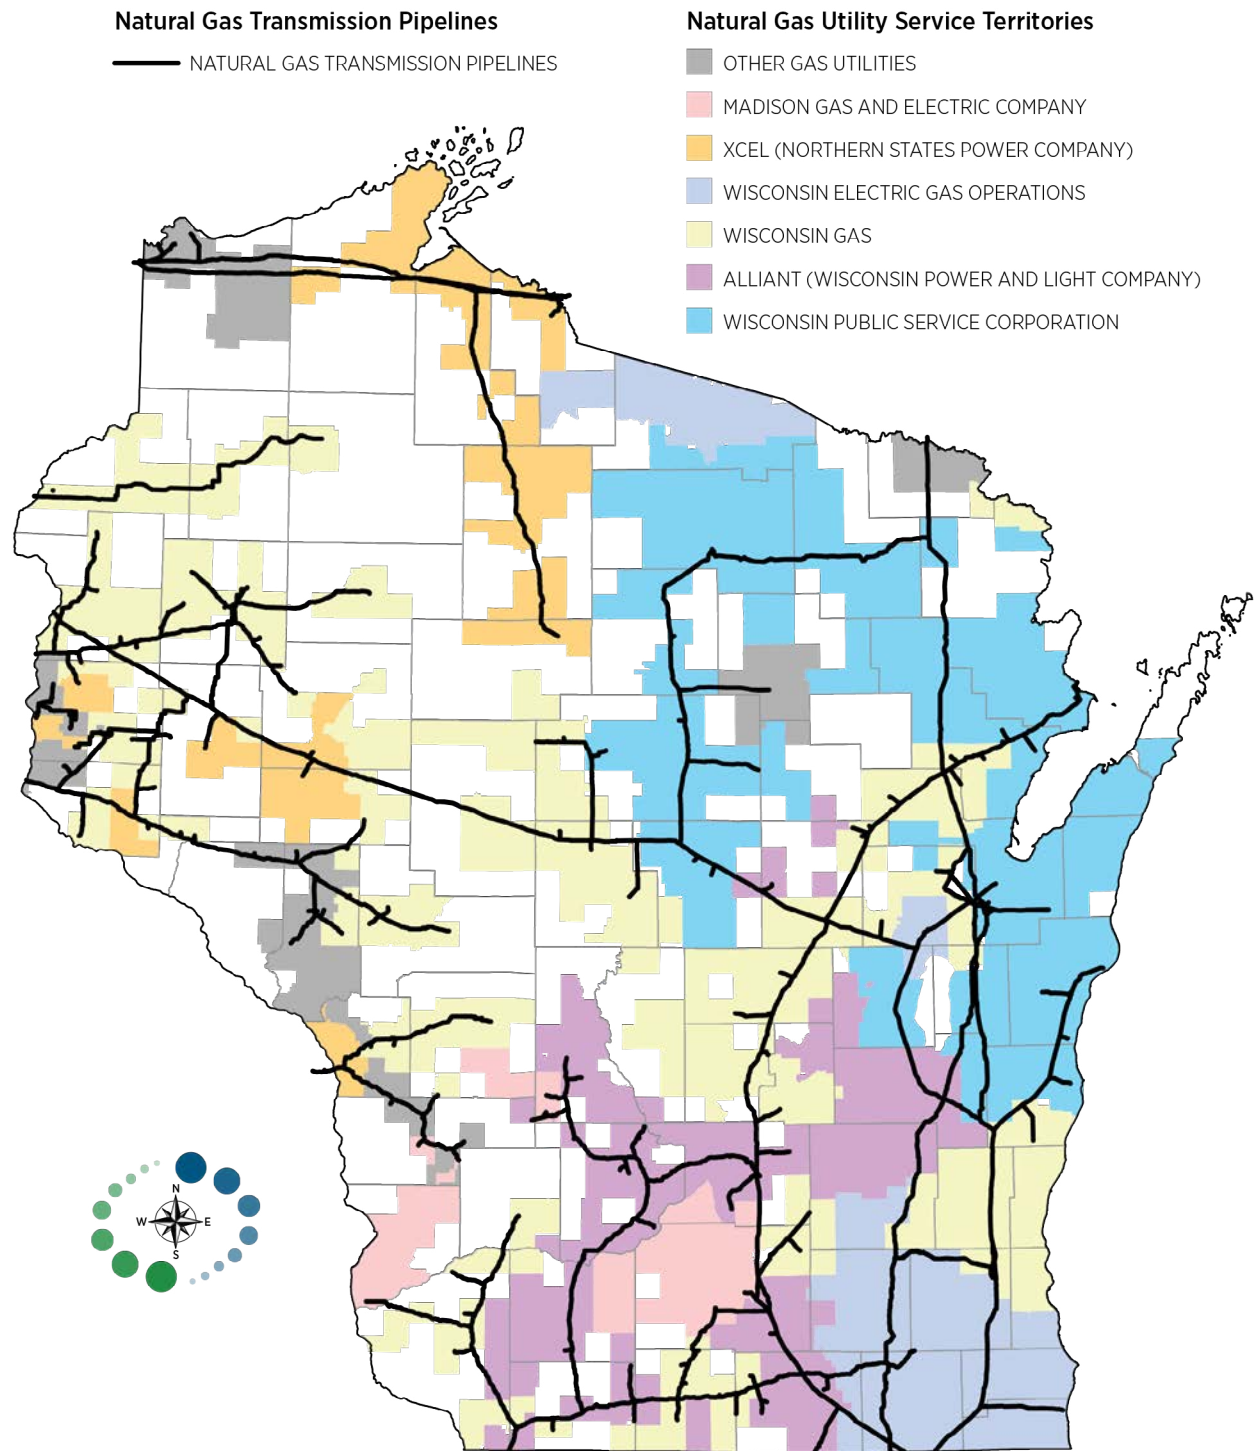 Natural Gas Transmission Pipelines
NATURAL GAS TRANSMISSION PIPELINES
Natural Gas Utility Service Territories
OTHER GAS UTILITIES
MADISON GAS AND ELECTRIC COMPANY
XCEL (NORTHERN STATES POWER COMPANY)
WISCONSIN ELECTRIC GAS OPERATIONS
WISCONSIN GAS
ALLIANT (WISCONSIN POWER AND LIGHT COMPANY)
WISCONSIN PUBLIC SERVICE CORPORATION
N
W E
S